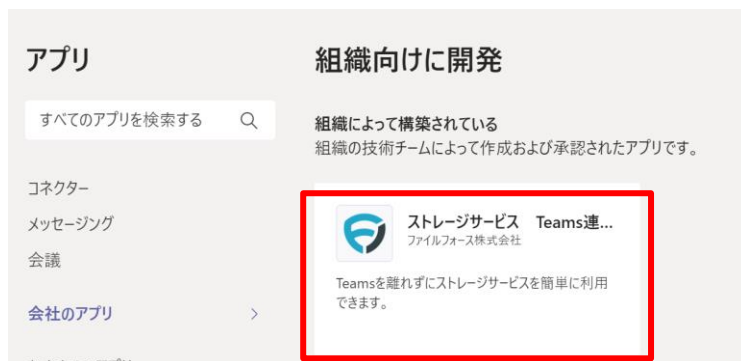 アプリ
すべてのアプリを検索する
コネクター
メッセージング
会議
会社のアプリ
組織向けに開発
組織によって構築されている
組織の技術チームによって作成および承認されたアプリです。
ストレージサービス　Teams連...
ファイルフォース株式会社
Teamsを離れずにストレージサービスを簡単に利用
できます。